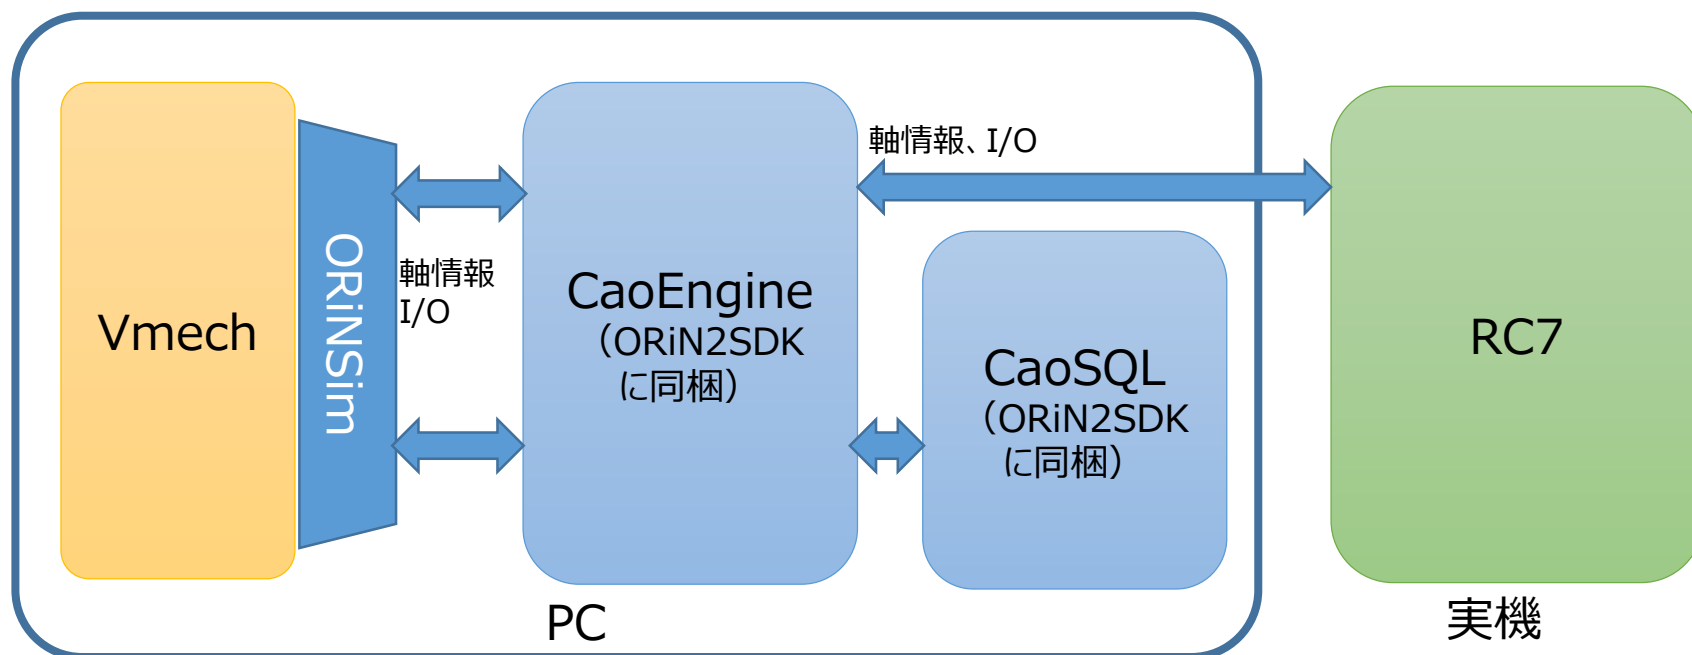 Vmech
ORiNSim
軸情報
I/O
CaoEngine
（ORiN2SDK
に同梱）
軸情報、I/O
CaoSQL
（ORiN2SDK
に同梱）
RC7
PC
実機